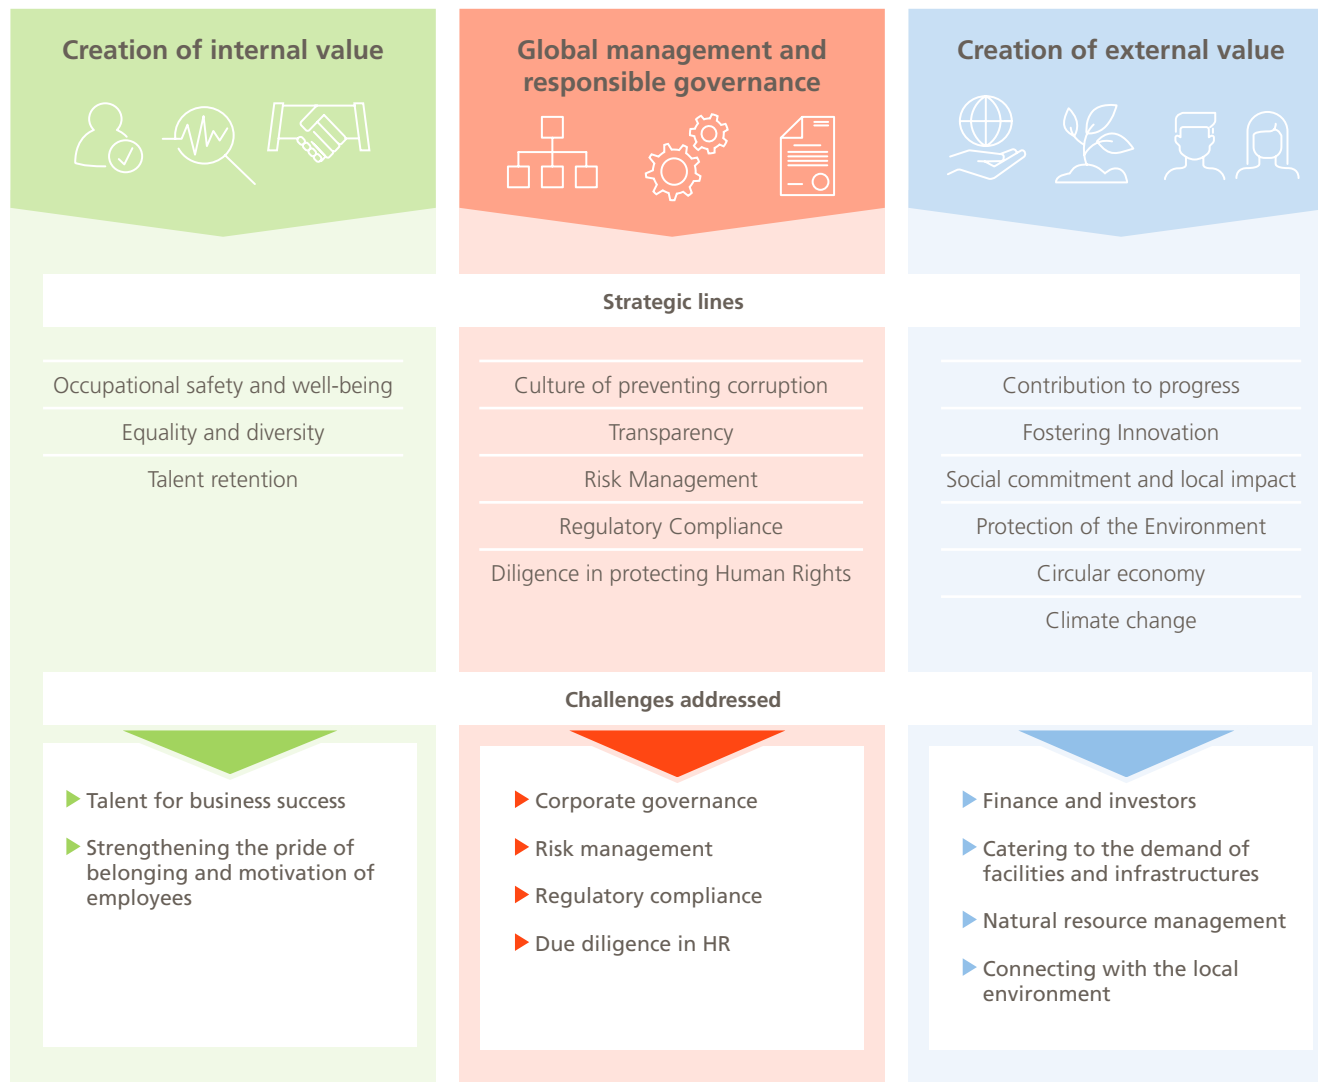 Creation of internal value
Global management and
responsible governance
Creation of external value
Strategic lines
Occupational safety and well-being
Equality and diversity
Talent retention
Culture of preventing corruption
Transparency
Risk Management
Regulatory Compliance
Diligence in protecting Human Rights
Contribution to progress
Fostering Innovation
Social commitment and local impact
Protection of the Environment
Circular economy
Climate change
Challenges addressed
Talent for business success
Strengthening the pride of
belonging and motivation of
employees
Corporate governance
Risk management
Regulatory compliance
Due diligence in HR
Finance and investors
Catering to the demand of
facilities and infrastructures
Natural resource management
Connecting with the local
environment